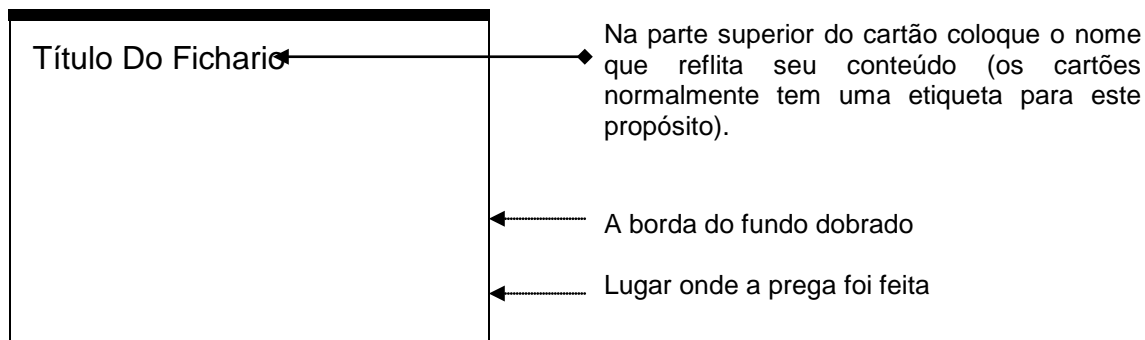 Título Do Fichario
Na parte superior do cartão coloque o nome
que reflita seu conteúdo (os cartões
normalmente tem uma etiqueta para este
propósito).
A borda do fundo dobrado
Lugar onde a prega foi feita